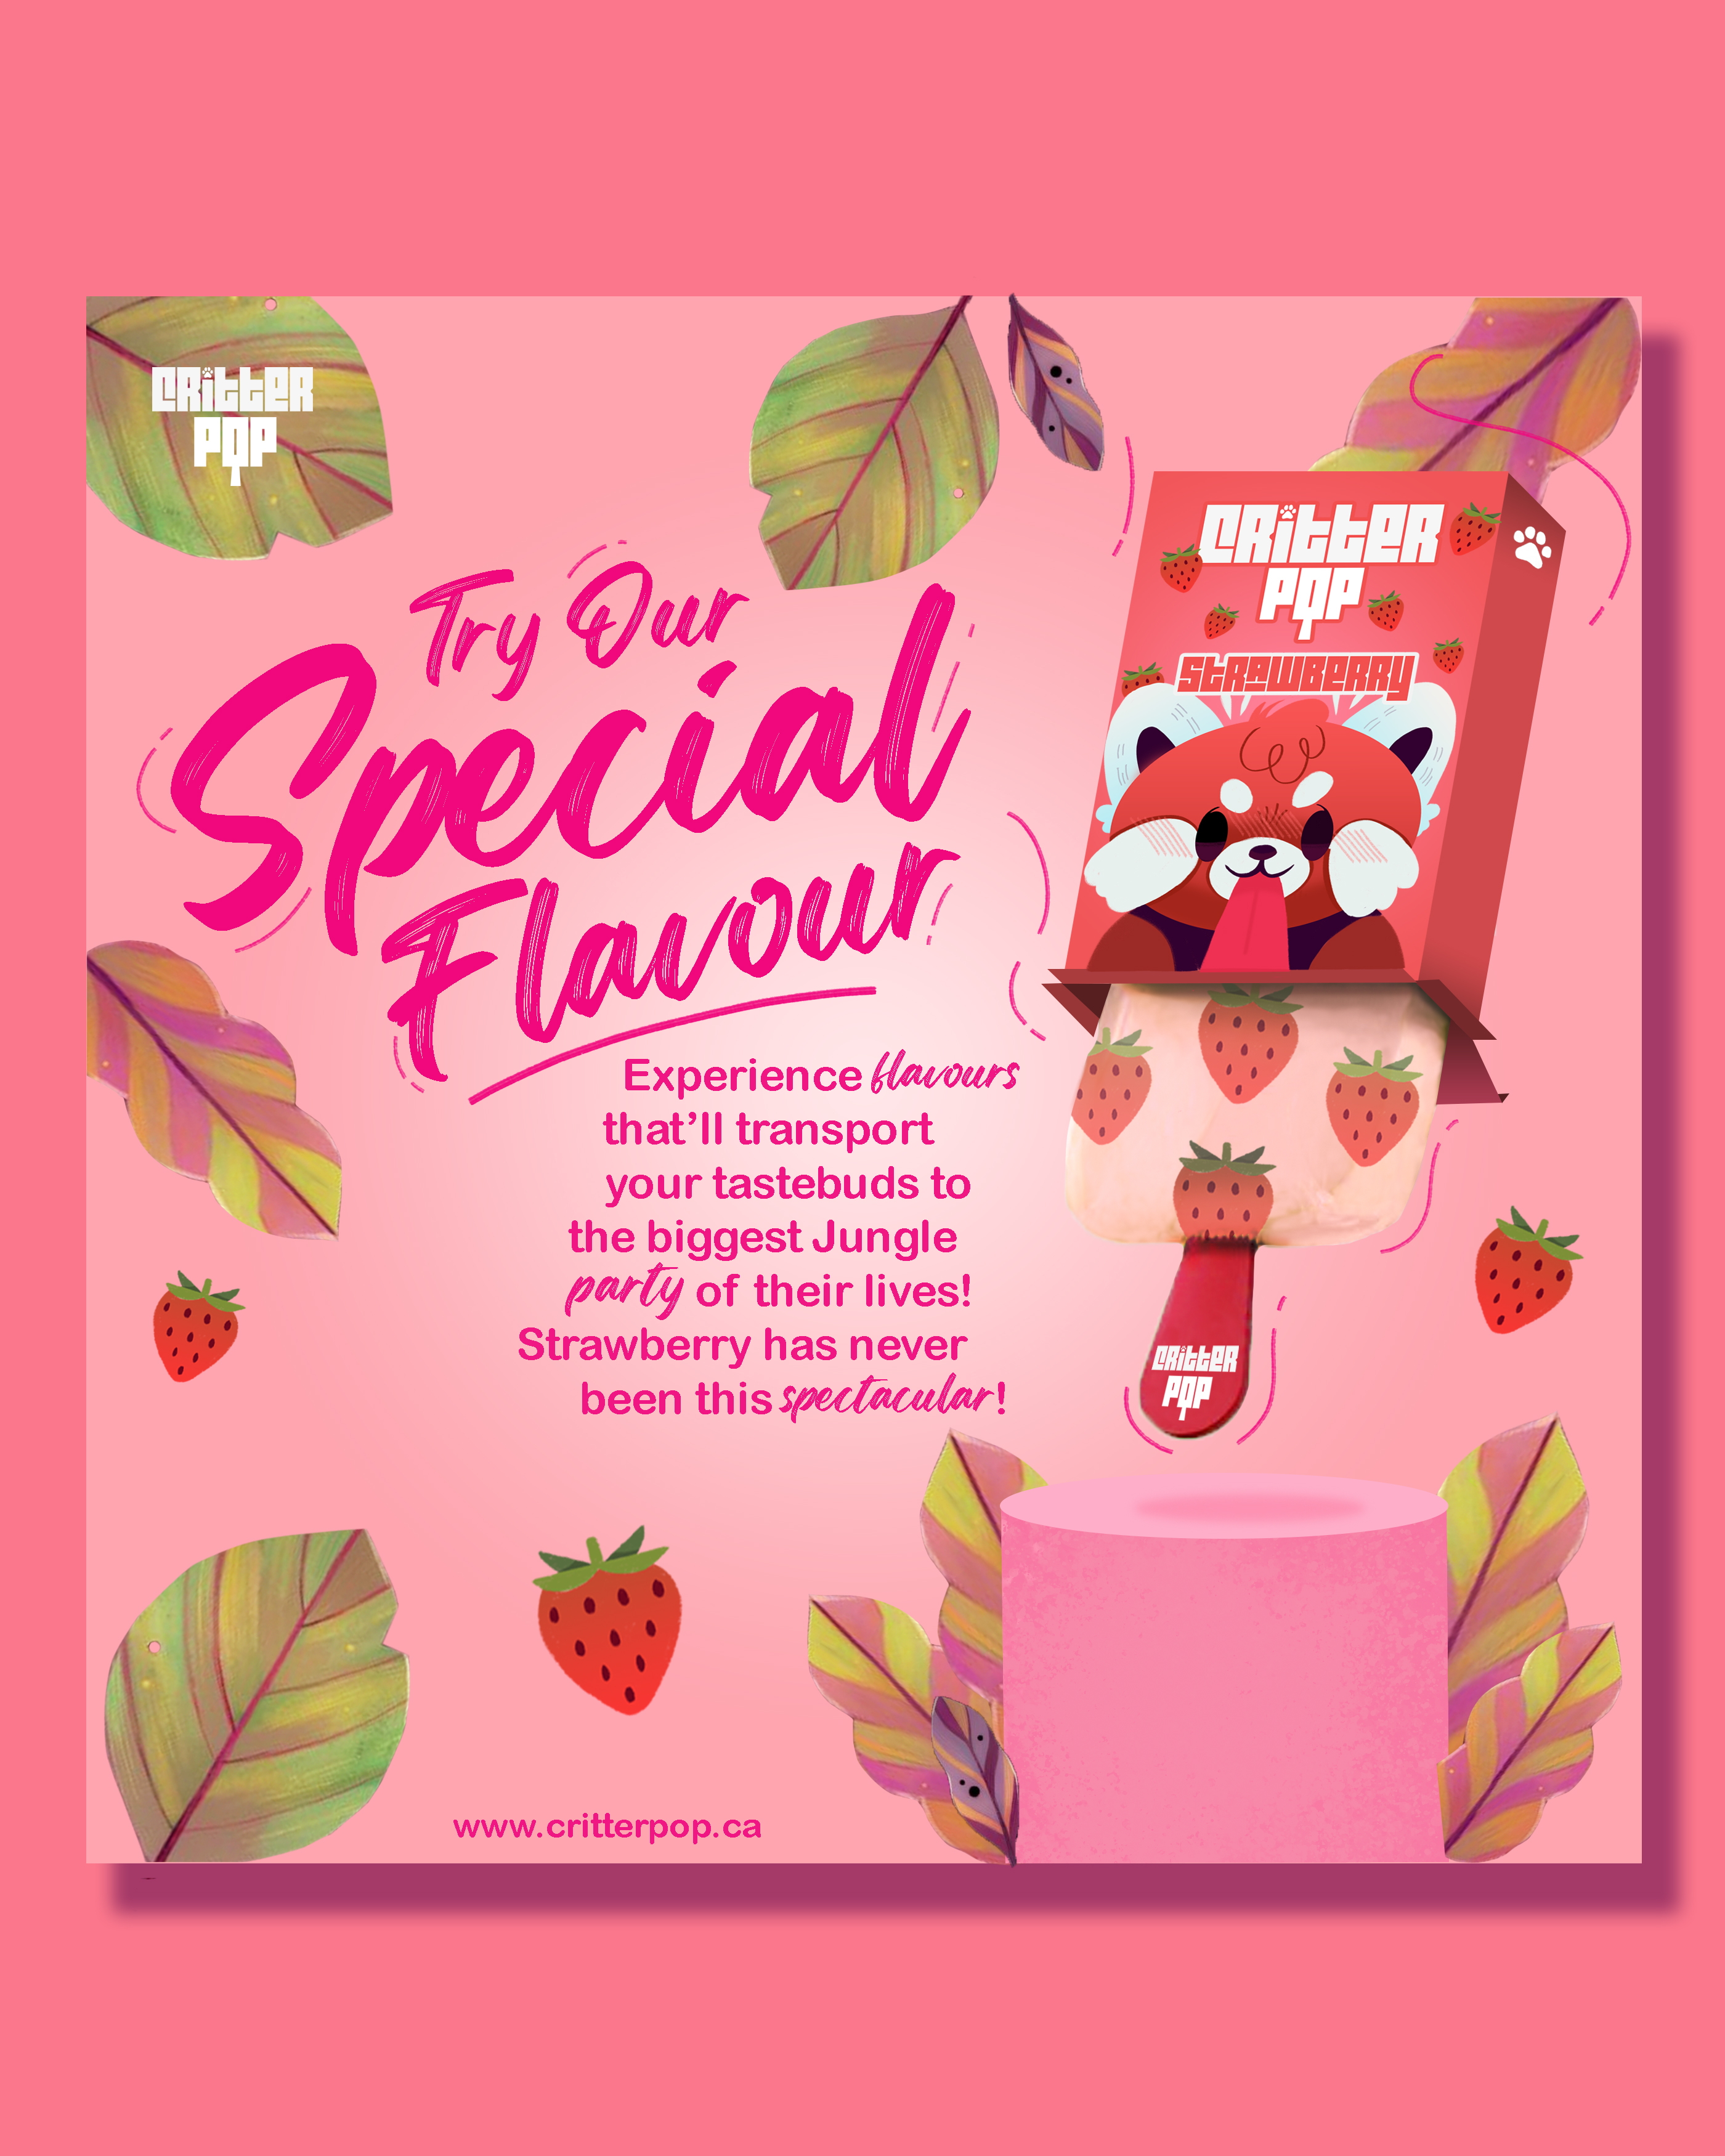 CRitteR
POP
Try Our
Special
Flavour
Experience flavours
that’ll transport
your tastebuds to
the biggest Jungle
party of their lives!
Strawberry has never
been this spectacular!
www.critterpop.ca
CRitteR
POP
StRAWBeRRY
CRitteR
POP